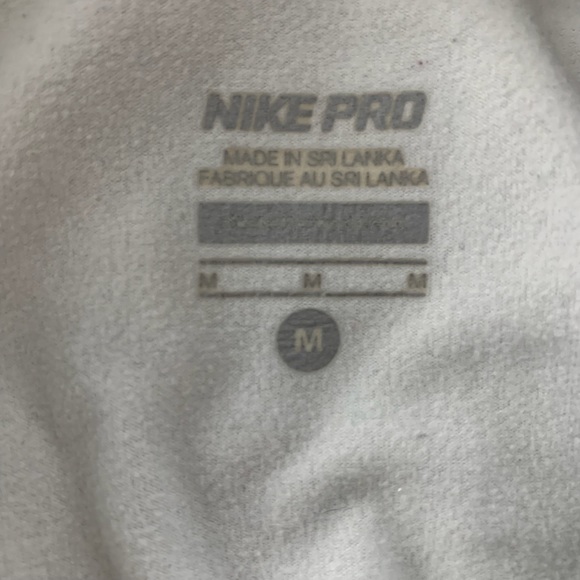 NIKE PRO
MADE IN SRI LANKA
FABRIQUE AU SRI LANKA
M M M
M